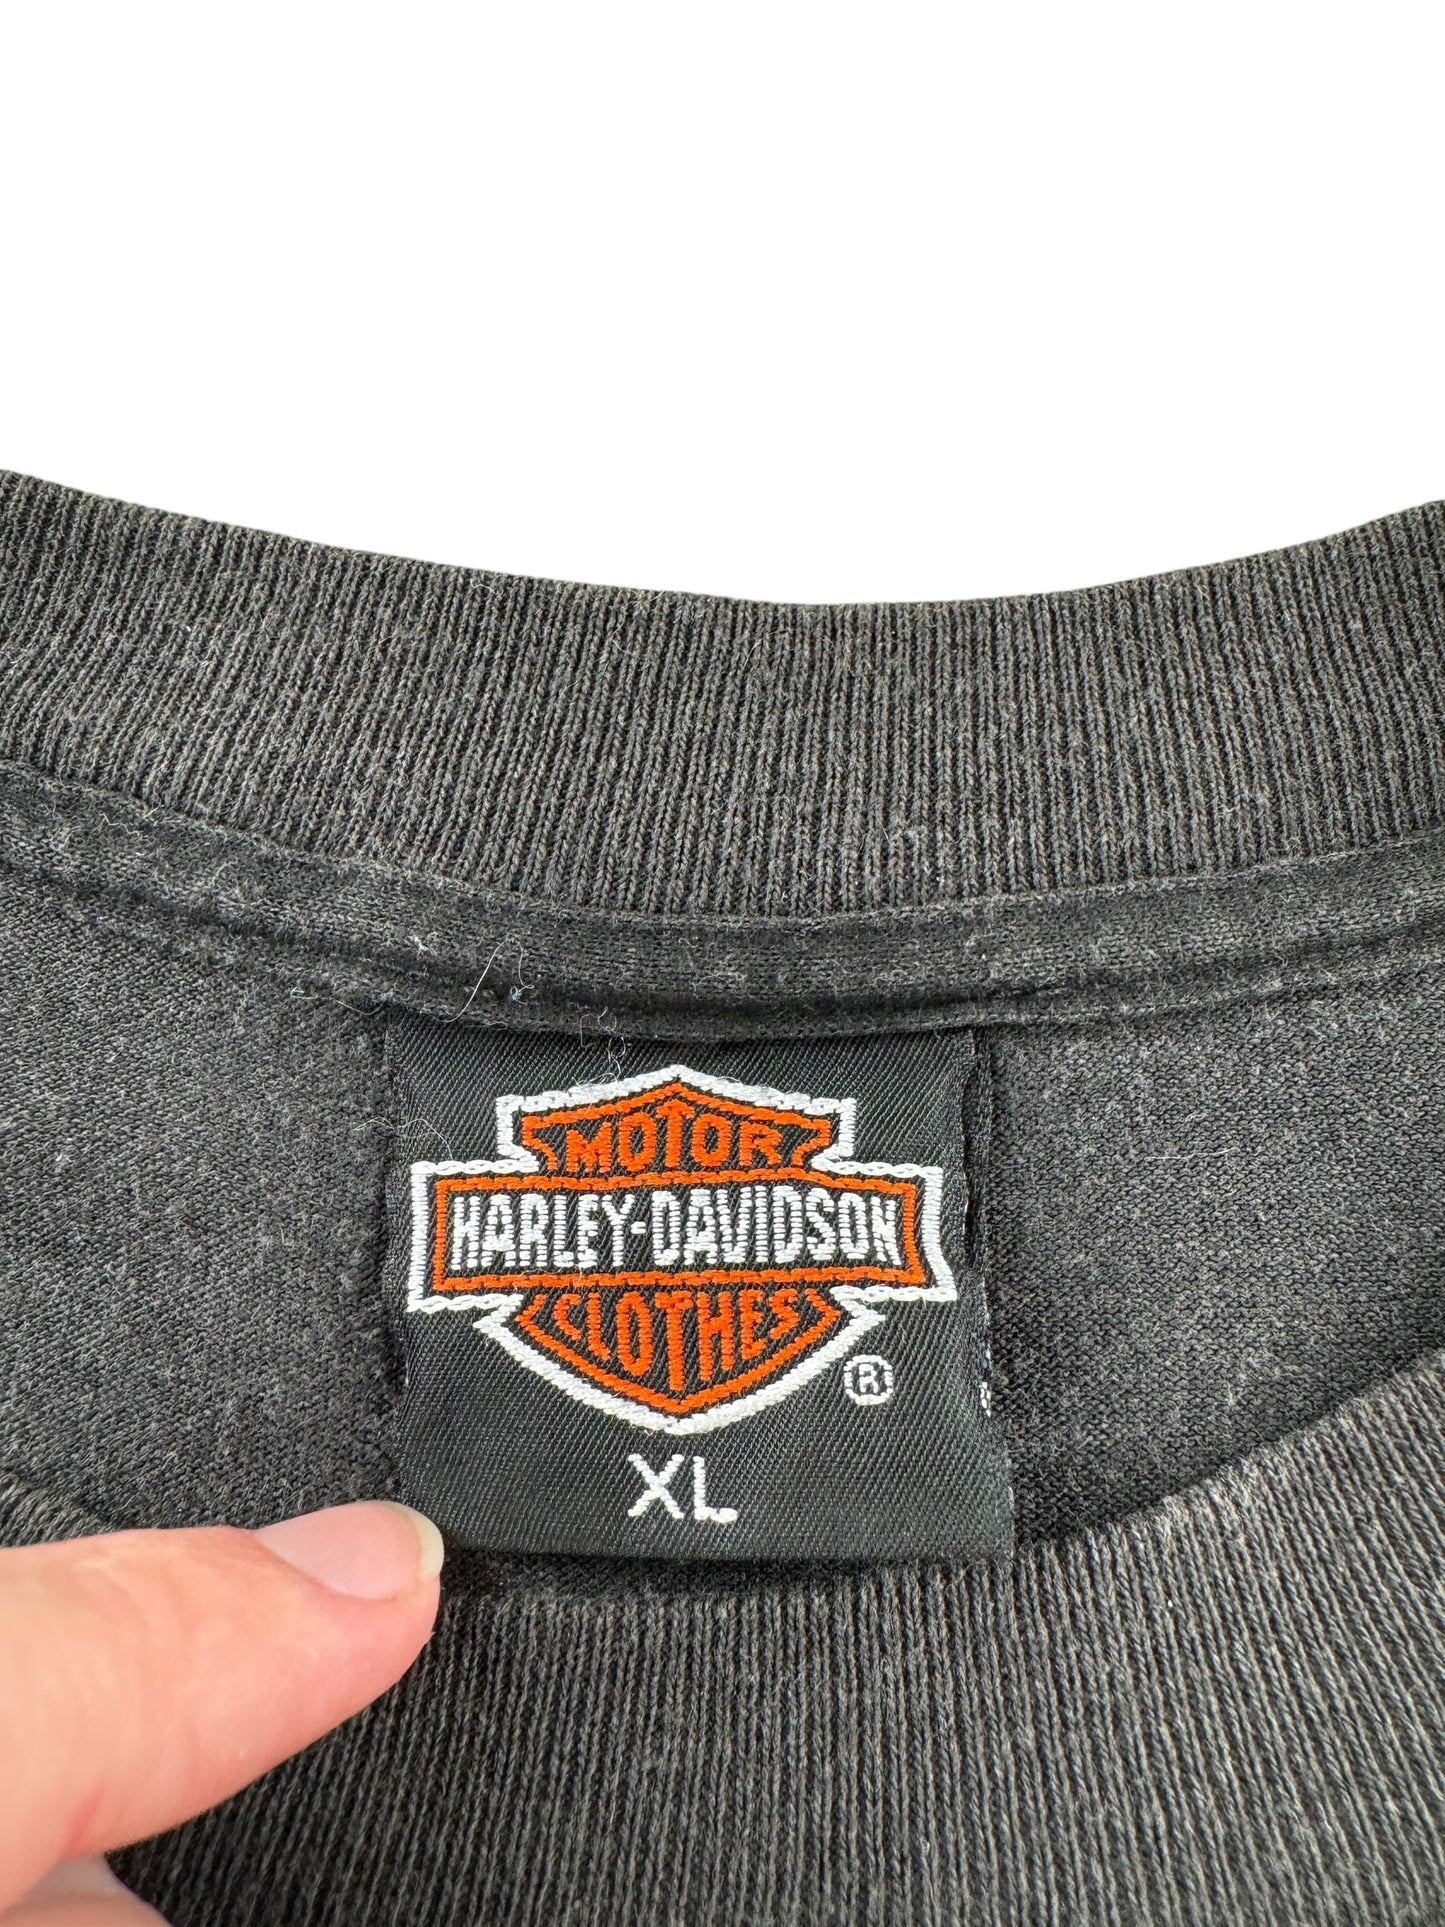 MOTOR
HARLEY-DAVIDSON
CLOTHES
®
XL